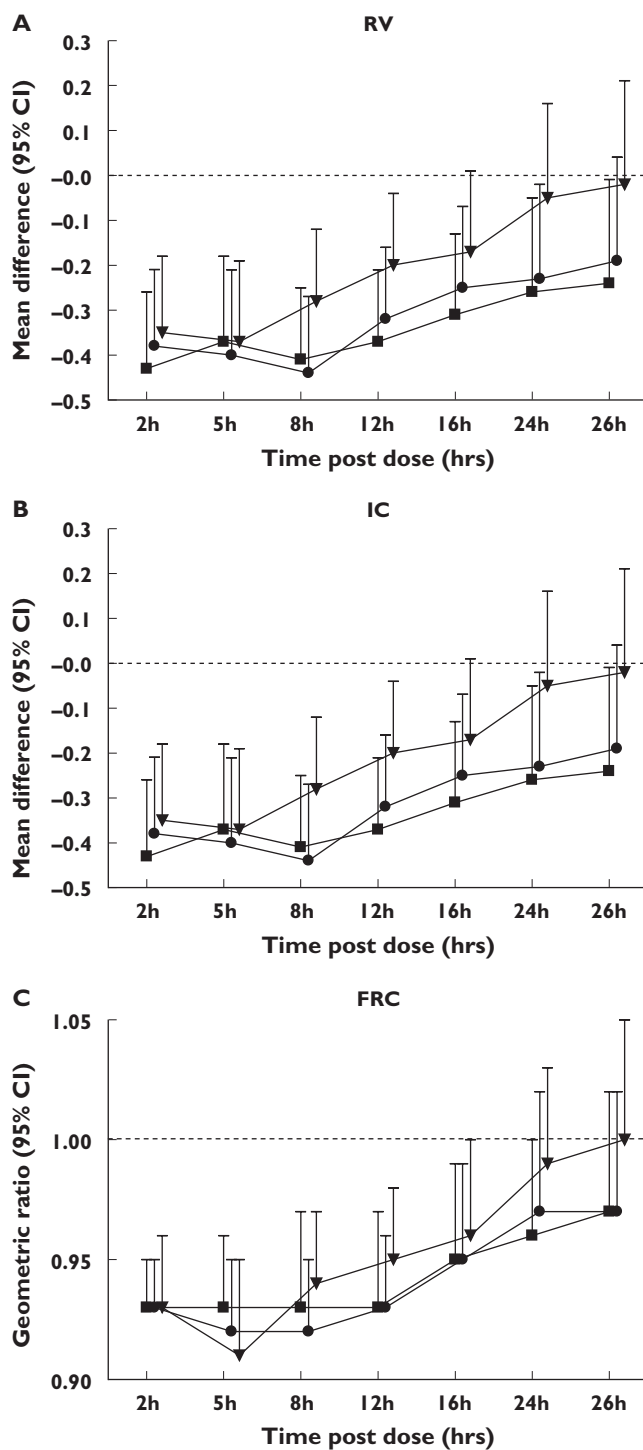 A
RV
Mean difference (95% CI)
0.3
0.2
0.1
–0.0
–0.1
–0.2
–0.3
–0.4
–0.5
2h 5h 8h 12h 16h 24h 26h
Time post dose (hrs)
B
IC
Mean difference (95% CI)
0.3
0.2
0.1
–0.0
–0.1
–0.2
–0.3
–0.4
–0.5
2h 5h 8h 12h 16h 24h 26h
Time post dose (hrs)
C
FRC
Geometric ratio (95% CI)
1.05
1.00
0.95
0.90
2h 5h 8h 12h 16h 24h 26h
Time post dose (hrs)